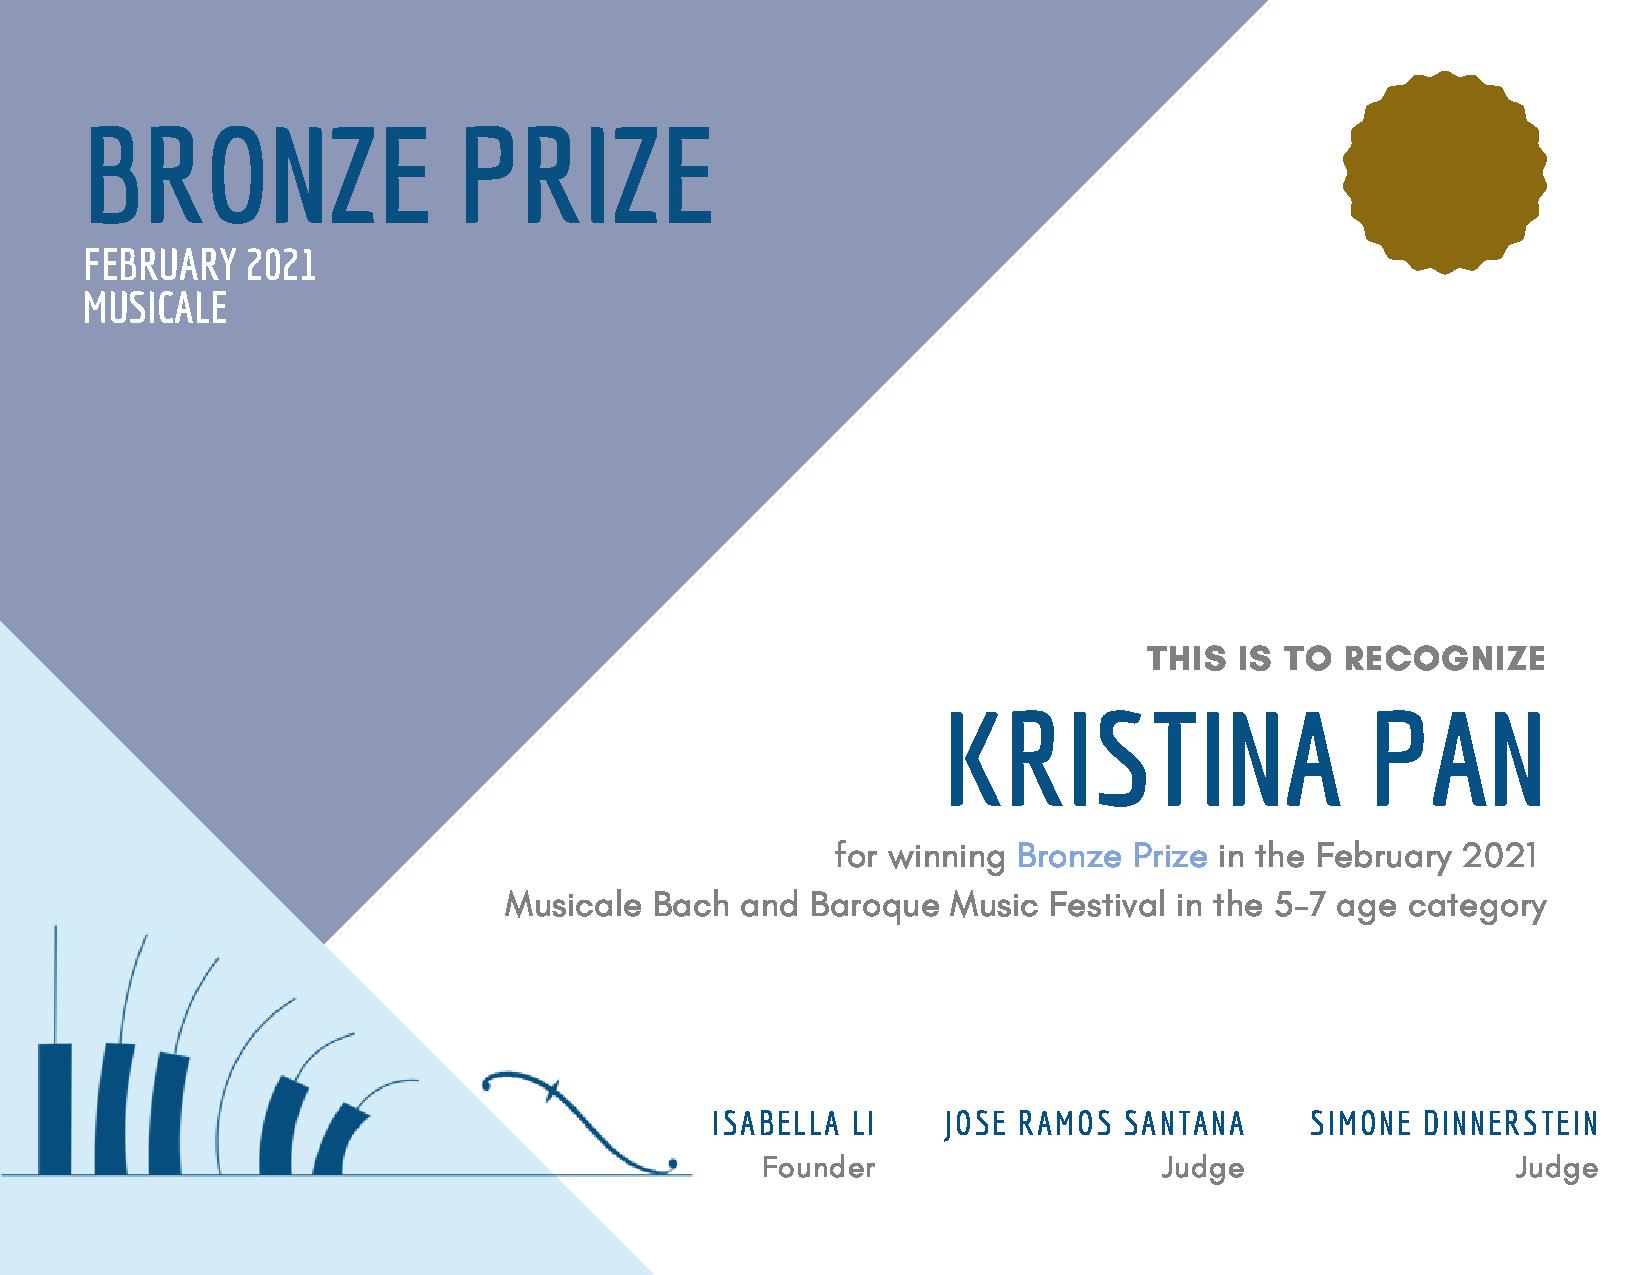 BRONZE PRIZE
FEBRUARY 2021
MUSICALE
THIS IS TO RECOGNIZE
KRISTINA PAN
for winning Bronze Prize in the February 2021
Musicale Bach and Baroque Music Festival in the 5-7 age category
ISABELLA LI
Founder
JOSE RAMOS SANTANA
Judge
SIMONE DINNERSTEIN
Judge